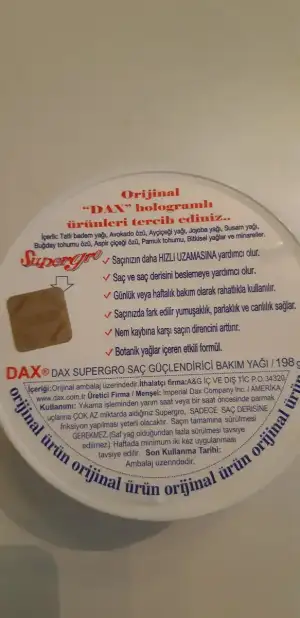 Orijinal
"DAX" hologramlı
ürünleri tercih ediniz..
İçerik: Tatlı badem yağı, Avokado özü, Ayçiçeği yağı, Jojoba yağı, Susam yağı,
Buğday tohumu özü, Aspir çiçeği özü, Pamuk tohumu, Bitkisel yağlar ve mineraller.
Supergro
✓ Saçınızın daha HIZLI UZAMASINA yardımcı olur.
✓ Saç ve saç derisini beslemeye yardımcı olur.
✓ Günlük veya haftalık bakım olarak rahatlıkla kullanılır.
✓ Saçınızda fark edilir yumuşaklık, parlaklık ve canlılık sağlar.
✓ Nem kaybına karşı saçın direncini arttırır.
✓ Botanik yağlar içeren etkili formül.
DAX® DAX SUPERGRO SAÇ GÜÇLENDİRİCİ BAKIM YAĞI / 198 g
İçeriği: Orijinal ambalaj üzerindedir. İthalatçı firma: A&G İÇ VE DIŞ TİC P.O. 34320
www.dax.com.tr Üretici Firma / Menşei: Imperial Dax Company Inc. / AMERİKA
Kullanımı: Yıkama işleminden yarım saat veya bir saat öncesinde parmak
uçlarına ÇOK AZ miktarda aldığınız Supergro, SADECE SAÇ DERİSİNE
friksiyon yapılması yeterli olacaktır. Saçın tamamına sürülmesi
GEREKMEZ. (Saf yağ olduğundan fazla sürülmesi tavsiye
edilmez) Haftada minimum iki kez uygulanması
tavsiye edilir. Son Kullanma Tarihi:
Ambalaj üzerindedir.
orijinal ürün orijinal ürün orijinal ürün orijinal ürün